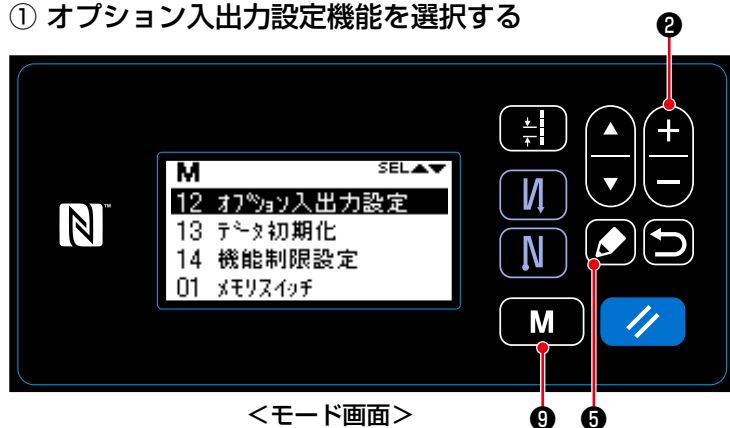 ① オプション入出力設定機能を選択する
❷
M SEL▲▼
12 ｵﾌﾟｼｮﾝ入出力設定
13 ﾃﾞｰﾀ初期化
14 機能制限設定
01 ﾒﾓﾘｽｲｯﾁ
N™
+
−
M
＜モード画面＞
❾ ❺